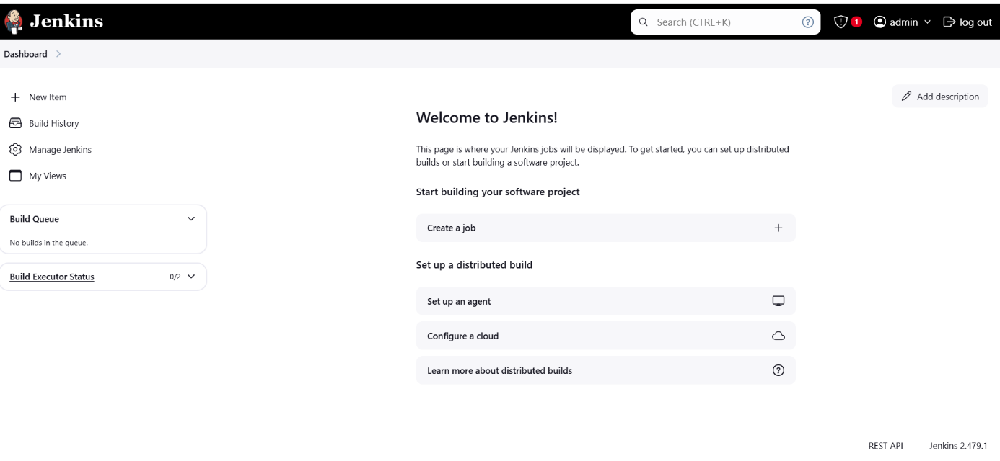 Jenkins
Search (CTRL+K)
1
admin
log out
Dashboard
New Item
Build History
Manage Jenkins
My Views
Build Queue
No builds in the queue.
Build Executor Status
0/2
Add description
Welcome to Jenkins!
This page is where your Jenkins jobs will be displayed. To get started, you can set up distributed
builds or start building a software project.
Start building your software project
Create a job
Set up a distributed build
Set up an agent
Configure a cloud
Learn more about distributed builds
REST API
Jenkins 2.479.1